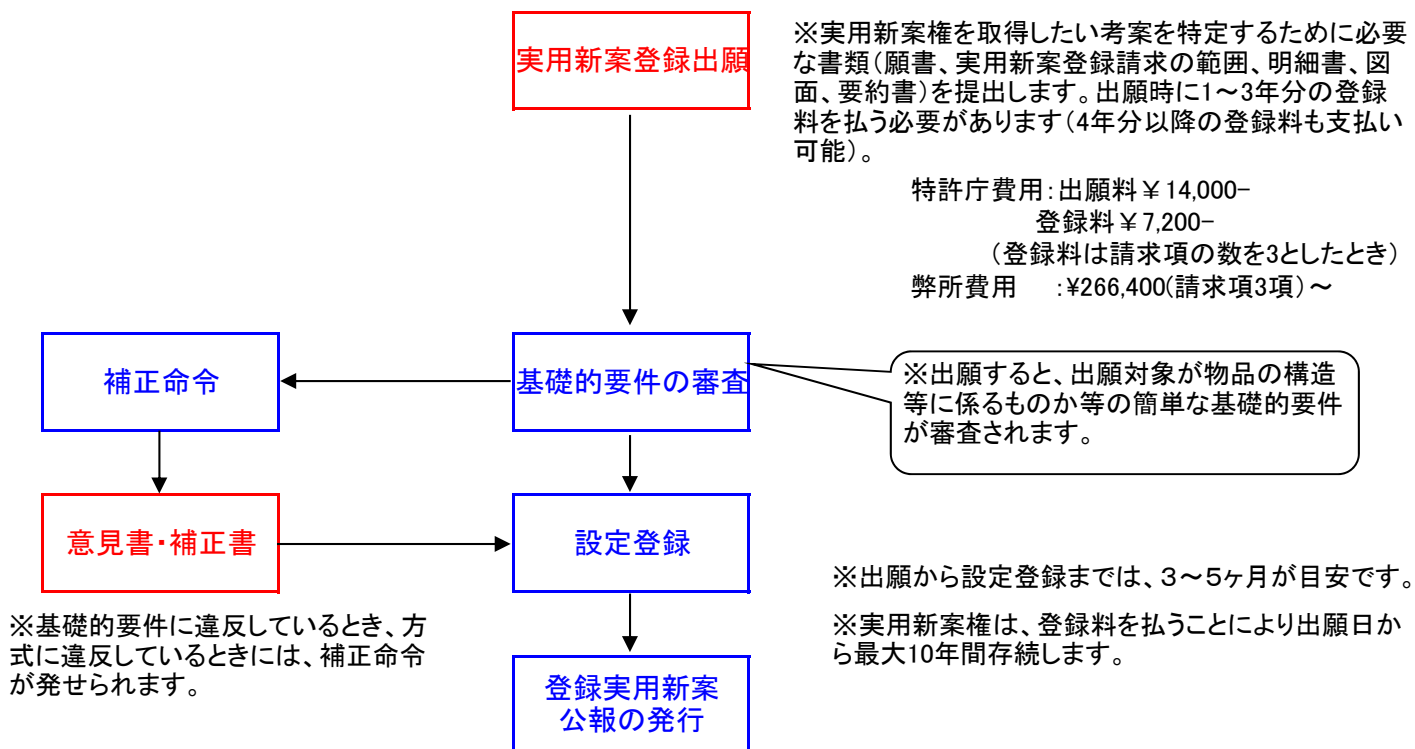 実用新案登録出願
※実用新案権を取得したい考案を特定するために必要
な書類(願書、実用新案登録請求の範囲、明細書、図
面、要約書)を提出します。出願時に1～3年分の登録
料を払う必要があります(4年分以降の登録料も支払い
可能)。
特許庁費用:出願料￥14,000-
登録料￥7,200-
(登録料は請求項の数を3としたとき)
弊所費用 :¥266,400(請求項3項)～
補正命令
基礎的要件の審査
※出願すると、出願対象が物品の構造
等に係るものか等の簡単な基礎的要件
が審査されます。
意見書・補正書
設定登録
※出願から設定登録までは、３～５ヶ月が目安です。
※基礎的要件に違反しているとき、方
式に違反しているときには、補正命令
が発せられます。
※実用新案権は、登録料を払うことにより出願日か
ら最大10年間存続します。
登録実用新案
公報の発行